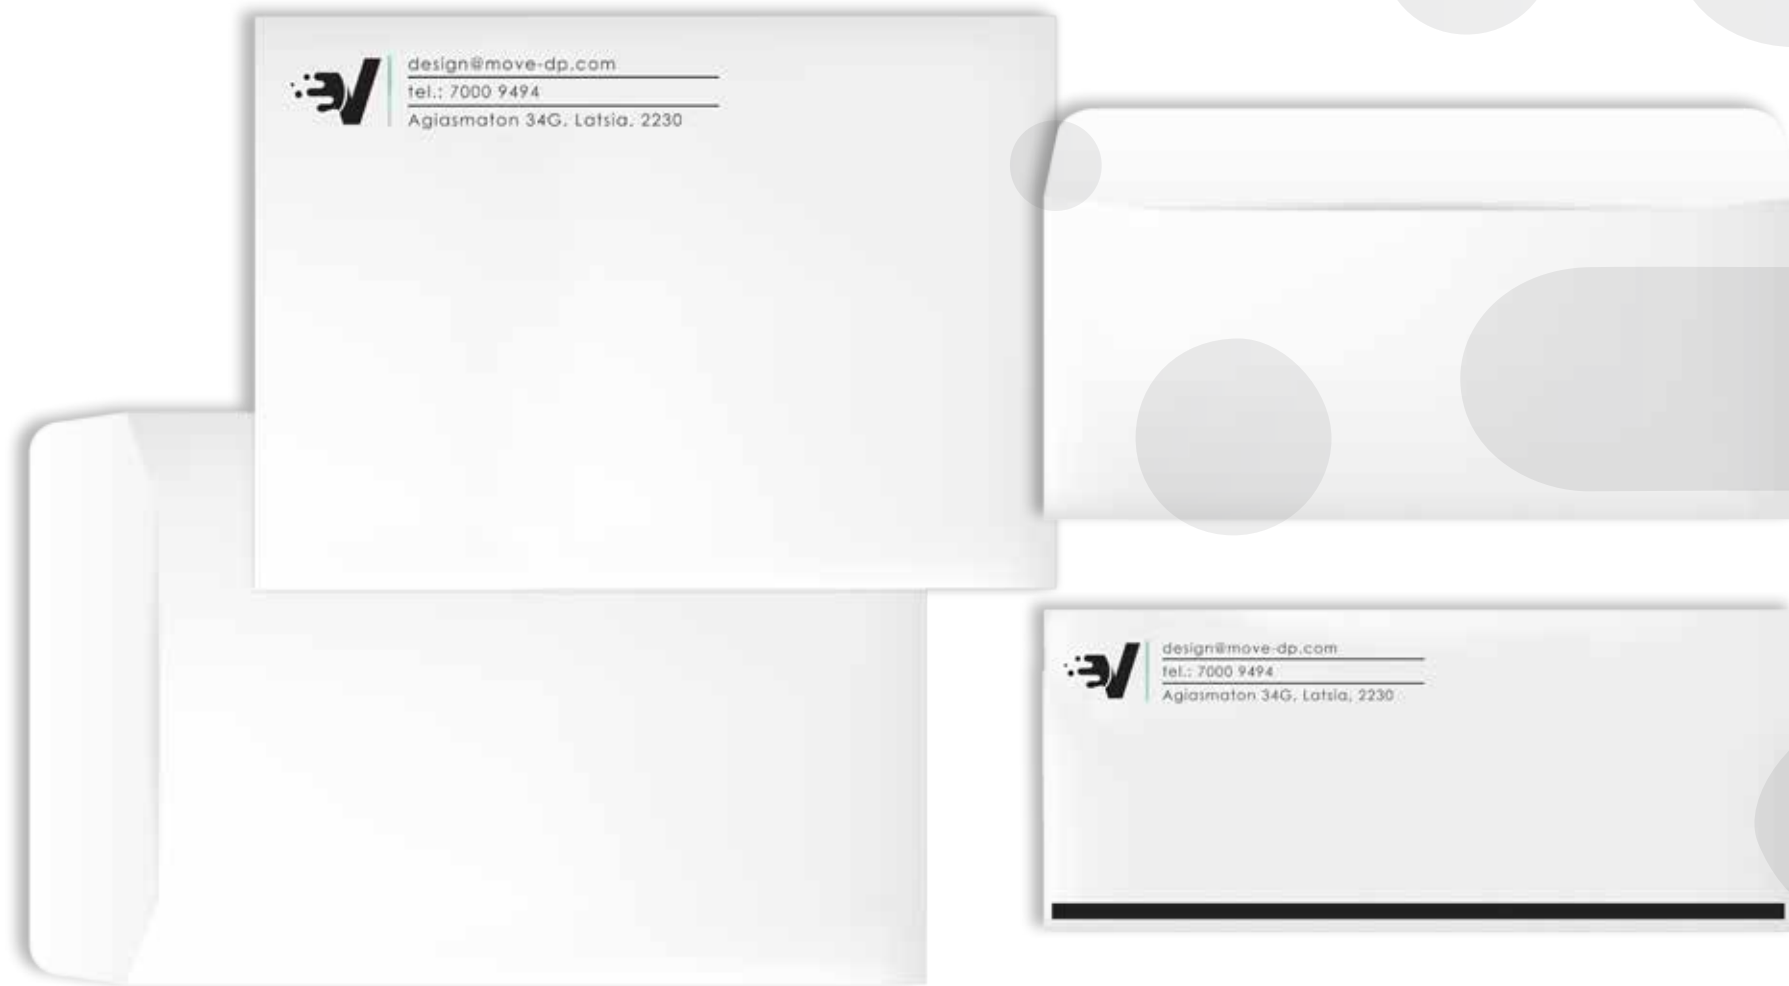 design@move-dp.com
tel.: 7000 9494
Agiasmaton 34G, Latsia, 2230
design@move-dp.com
tel.: 7000 9494
Agiasmaton 34G, Latsia, 2230